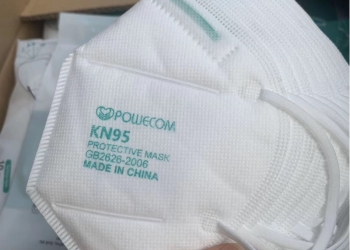 POWECOM
KN95
PROTECTIVE MASK
GB2626-2006
MADE IN CHINA